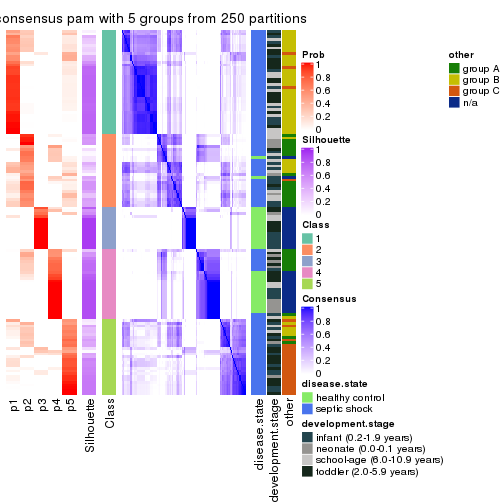 consensus pam with 5 groups from 250 partitions
Prob
1
0.8
0.6
0.4
0.2
0
Silhouette
1
0.8
0.6
0.4
0.2
0
Class
1
2
3
4
5
Consensus
1
0.8
0.6
0.4
0.2
0
disease.state
healthy control
septic shock
development.stage
infant (0.2-1.9 years)
neonate (0.0-0.1 years)
school-age (6.0-10.9 years)
toddler (2.0-5.9 years)
other
group A
group B
group C
n/a
p1
p2
p3
p4
p5
Silhouette
Class
disease.state
development.stage
other